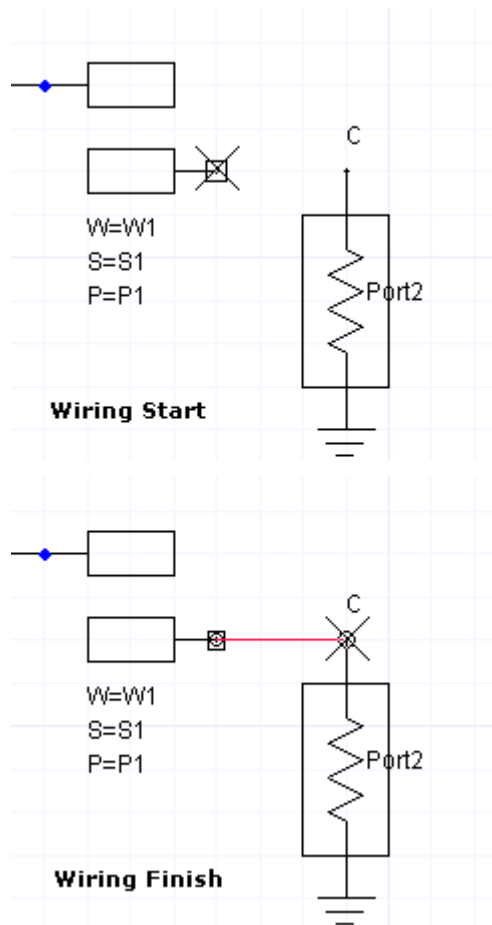 C
W=W1
S=S1
P=P1
Port2
Wiring Start
C
W=W1
S=S1
P=P1
Port2
Wiring Finish